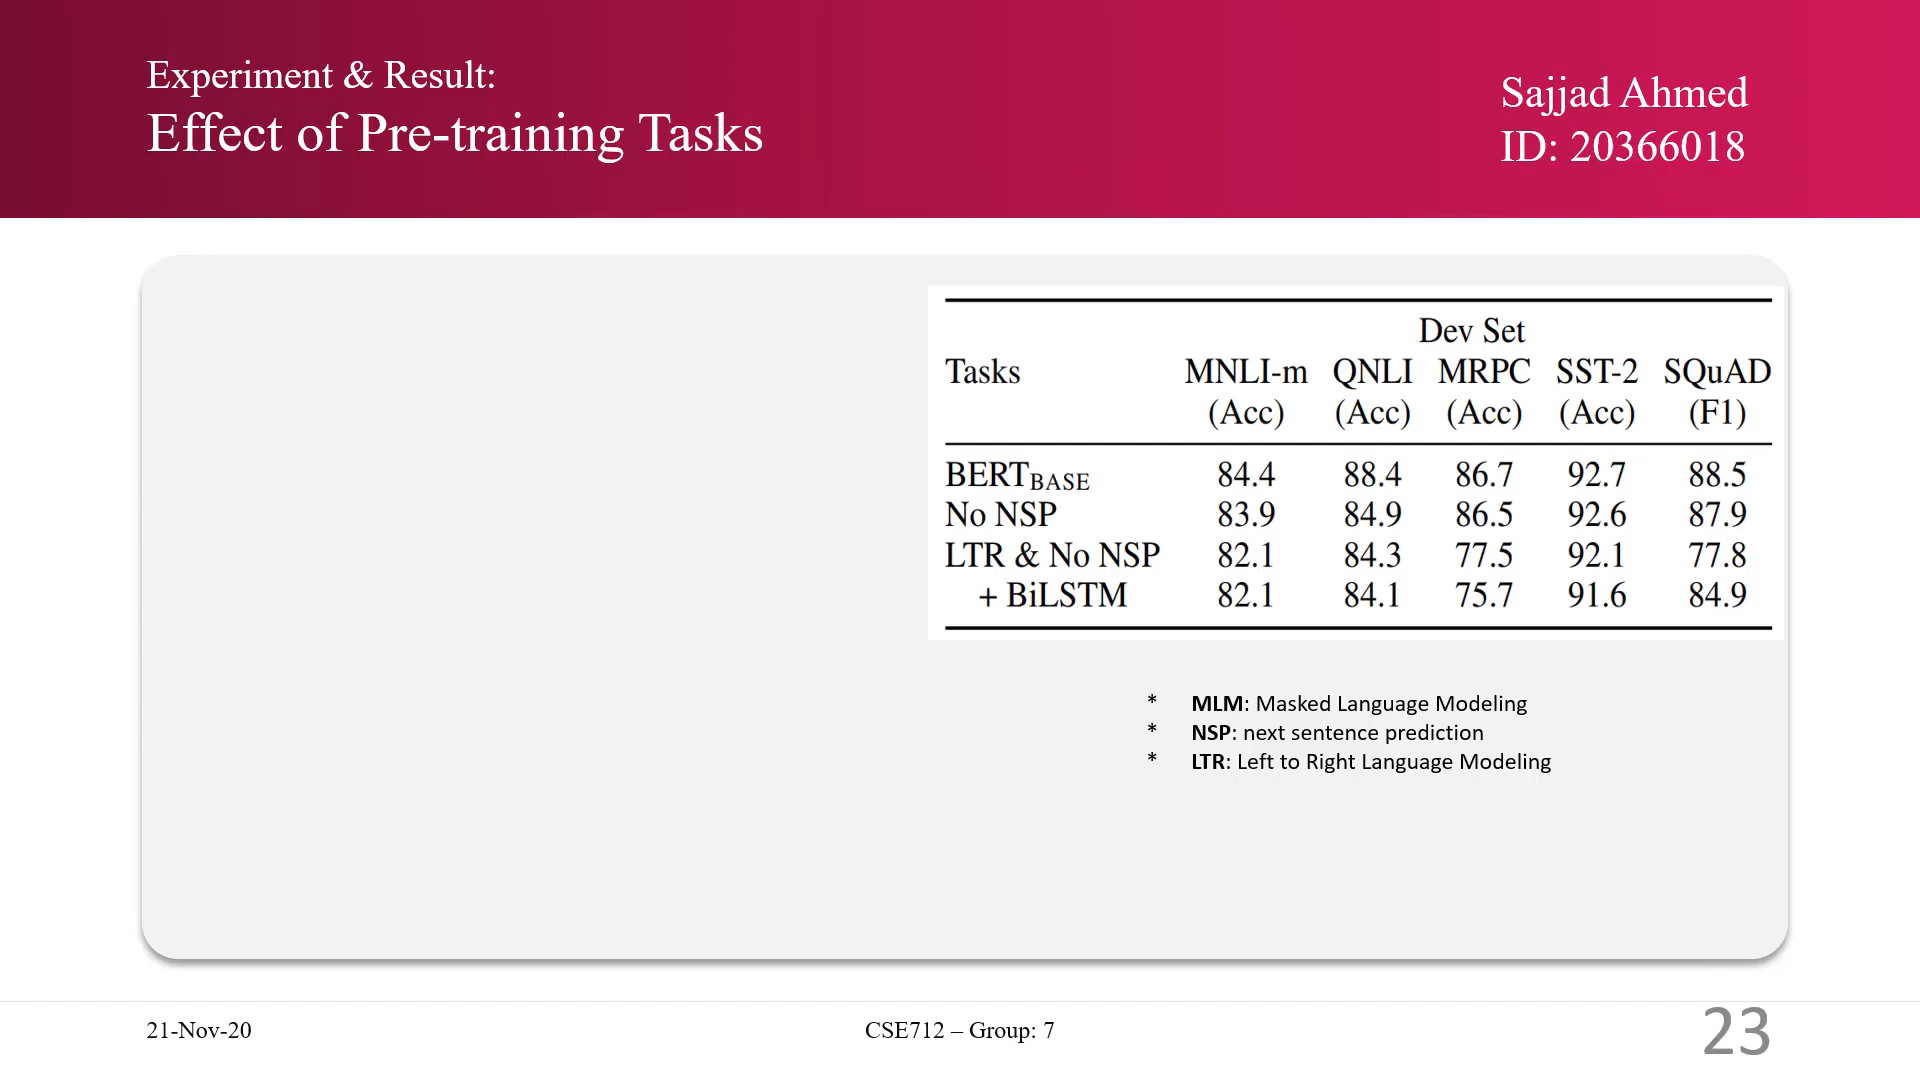 Experiment & Result:
Effect of Pre-training Tasks
Sajjad Ahmed
ID: 20366018
Dev Set
Tasks MNLI-m QNLI MRPC SST-2 SQuAD
(Acc) (Acc) (Acc) (Acc) (F1)
BERTBASE 84.4 88.4 86.7 92.7 88.5
No NSP 83.9 84.9 86.5 92.6 87.9
LTR & No NSP 82.1 84.3 77.5 92.1 77.8
+ BiLSTM 82.1 84.1 75.7 91.6 84.9
* MLM: Masked Language Modeling
* NSP: next sentence prediction
* LTR: Left to Right Language Modeling
21-Nov-20
CSE712 – Group: 7
23